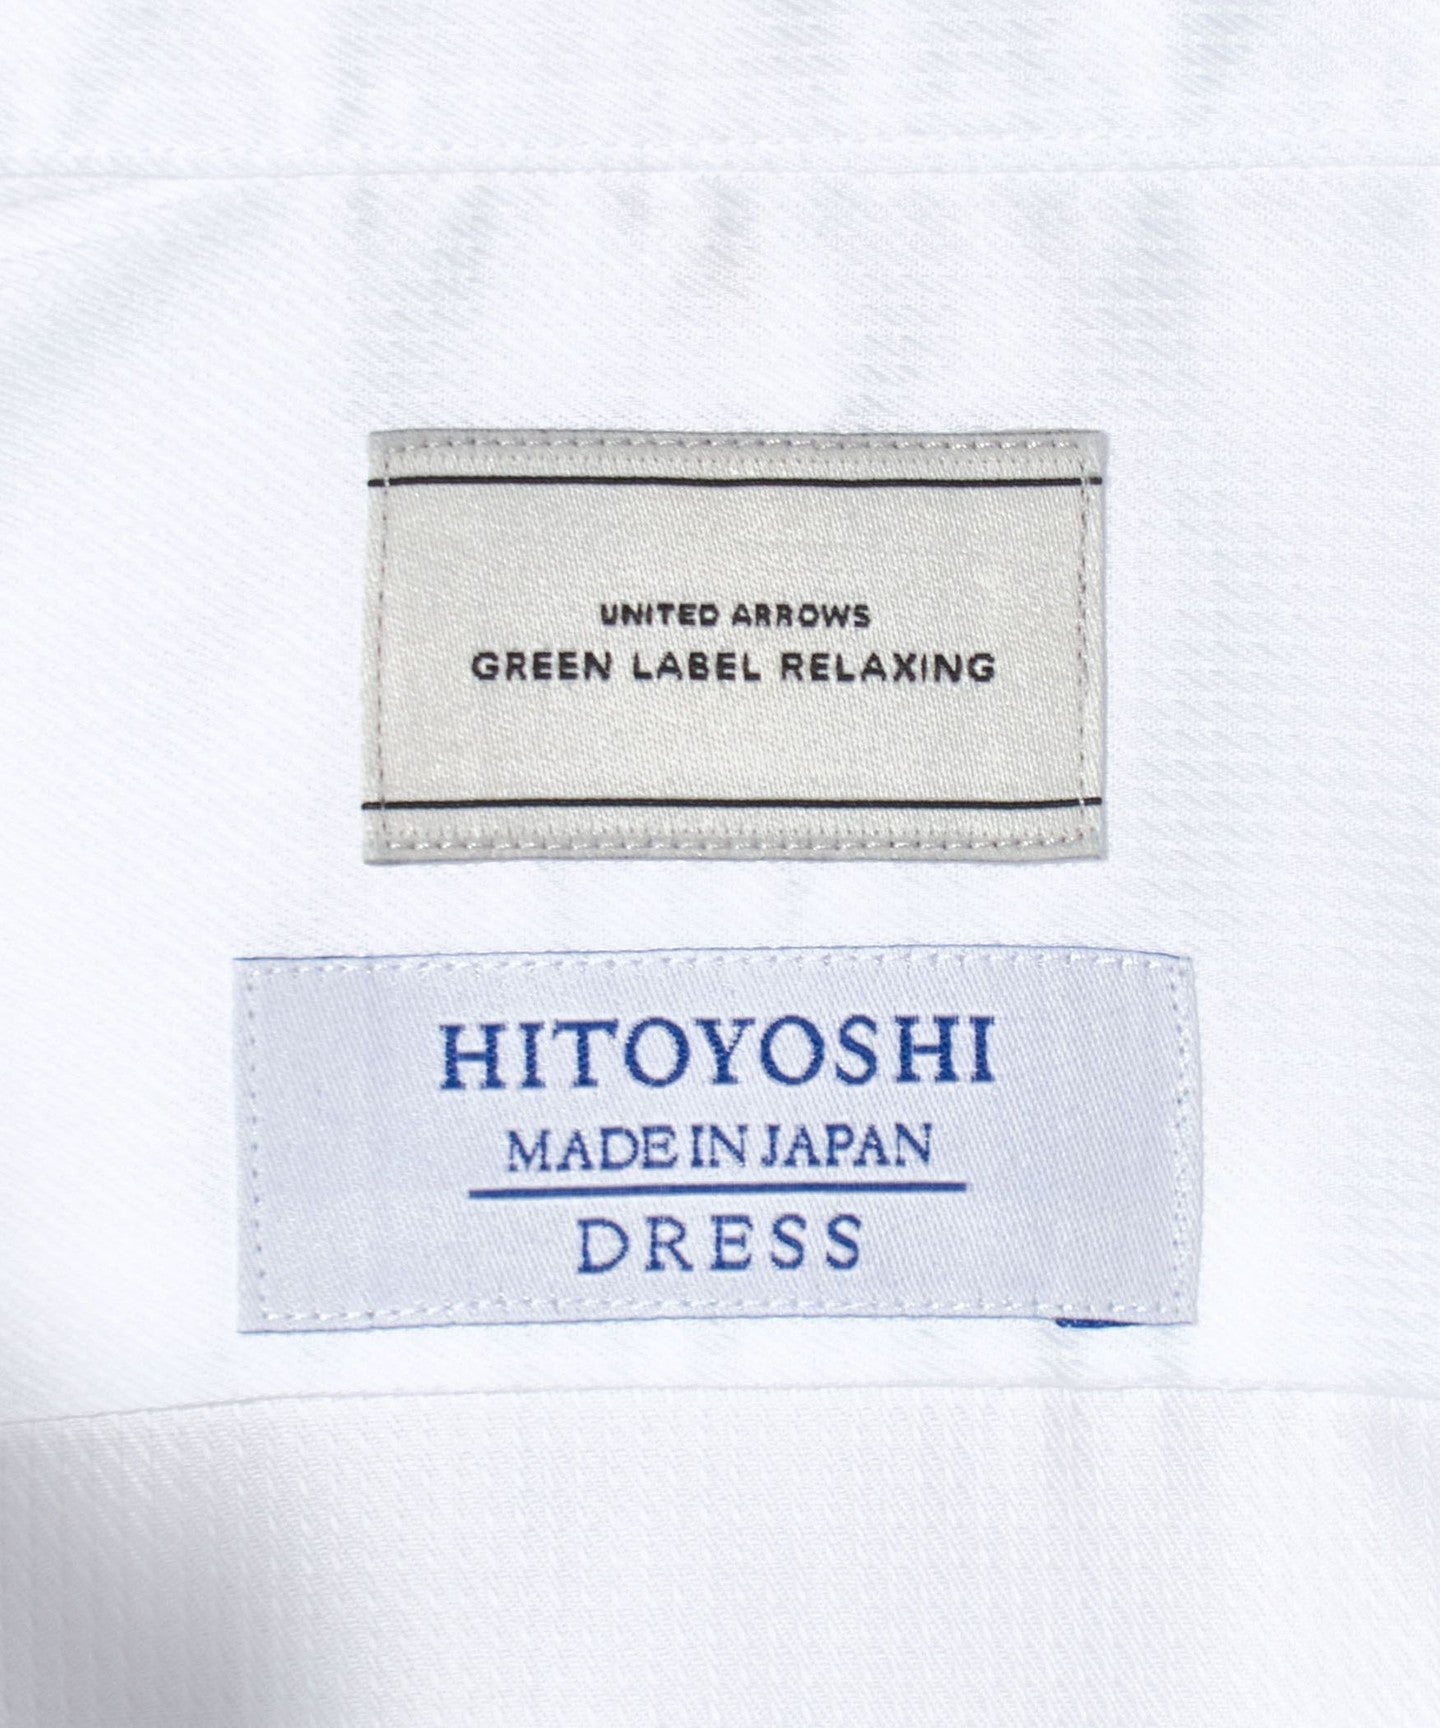 UNITED ARROWS
GREEN LABEL RELAXING
HITOYOSHI
MADE IN JAPAN
DRESS